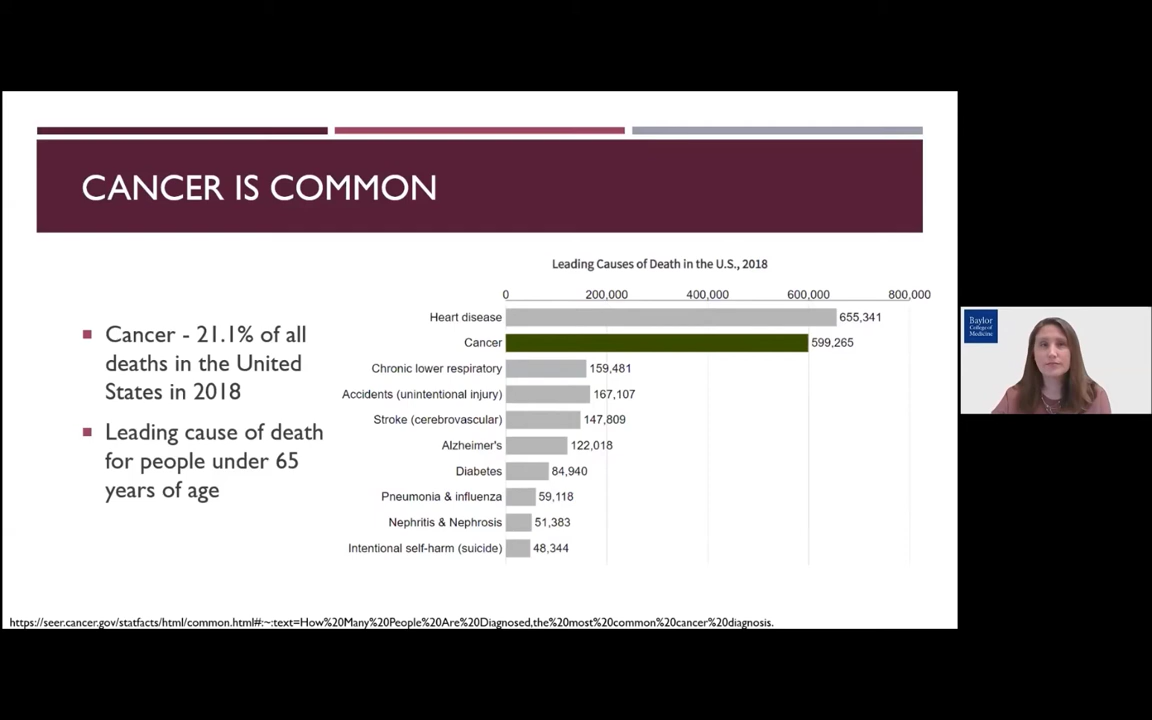 CANCER IS COMMON
Cancer - 21.1% of all
deaths in the United
States in 2018
Leading cause of death
for people under 65
years of age
Leading Causes of Death in the U.S., 2018
0 200,000 400,000 600,000 800,000
Heart disease 655,341
Cancer 599,265
Chronic lower respiratory 159,481
Accidents (unintentional injury) 167,107
Stroke (cerebrovascular) 147,809
Alzheimer's 122,018
Diabetes 84,940
Pneumonia & influenza 59,118
Nephritis & Nephrosis 51,383
Intentional self-harm (suicide) 48,344
https://seer.cancer.gov/statfacts/html/common.html#:~:text=How%20Many%20People%20Are%20Diagnosed,the%20most%20common%20cancer%20diagnosis.
Baylor
College of
Medicine